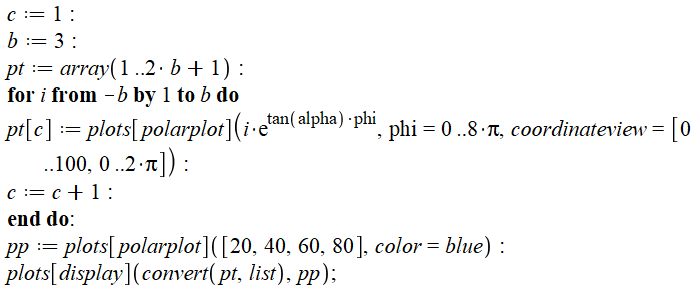 c := 1 :
b := 3 :
pt := array(1 ..2· b + 1) :
for i from −b by 1 to b do
pt[c] := plots[polarplot](i·e^tan(alpha)·phi, phi = 0 ..8·π, coordinateview = [0
..100, 0 ..2·π]) :
c := c + 1 :
end do:
pp := plots[polarplot]([20, 40, 60, 80], color = blue) :
plots[display](convert(pt, list), pp);